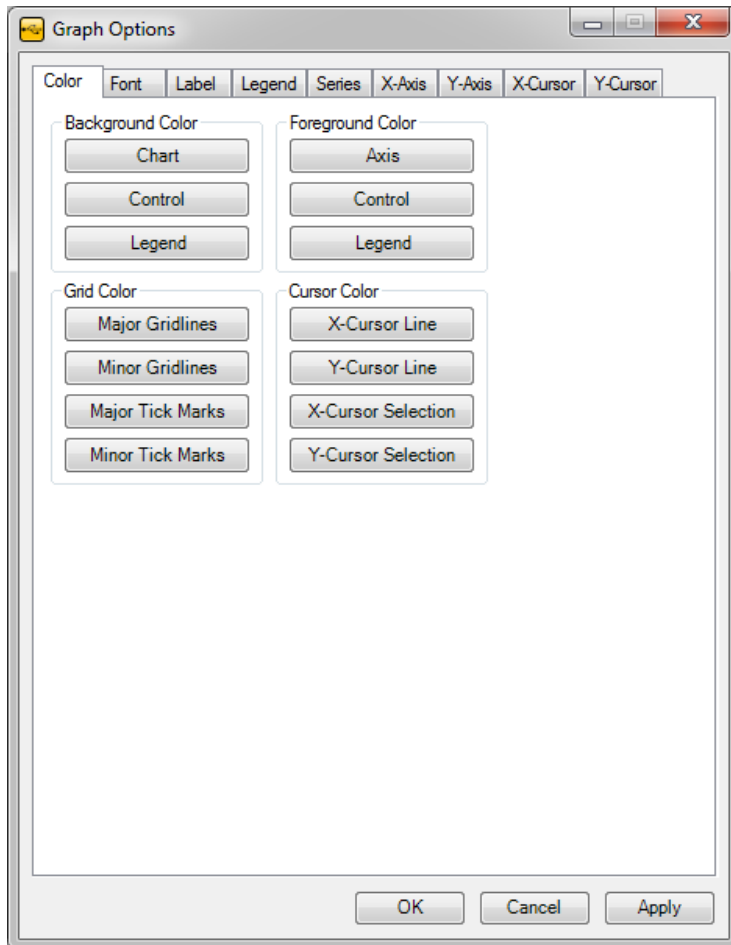 Graph Options
Color Font Label Legend Series X-Axis Y-Axis X-Cursor Y-Cursor
Background Color
Chart
Control
Legend
Foreground Color
Axis
Control
Legend
Grid Color
Major Gridlines
Minor Gridlines
Major Tick Marks
Minor Tick Marks
Cursor Color
X-Cursor Line
Y-Cursor Line
X-Cursor Selection
Y-Cursor Selection
OK Cancel Apply